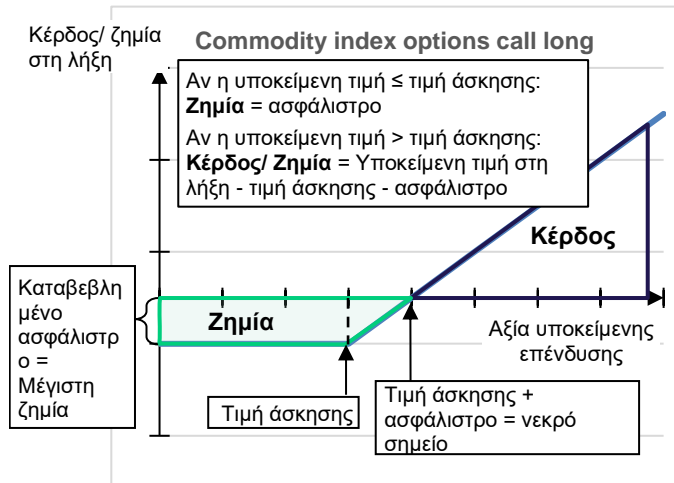 Κέρδος/ ζημία
στη λήξη
Commodity index options call long
Αν η υποκείμενη τιμή ≤ τιμή άσκησης:
Ζημία = ασφάλιστρο
Αν η υποκείμενη τιμή > τιμή άσκησης:
Κέρδος/ Ζημία = Υποκείμενη τιμή στη
λήξη - τιμή άσκησης - ασφάλιστρο
Κέρδος
Καταβεβλη
μένο
ασφάλιστρ
ο =
Μέγιστη
ζημία
Ζημία
Αξία υποκείμενης
επένδυσης
Τιμή άσκησης
Τιμή άσκησης +
ασφάλιστρο = νεκρό
σημείο